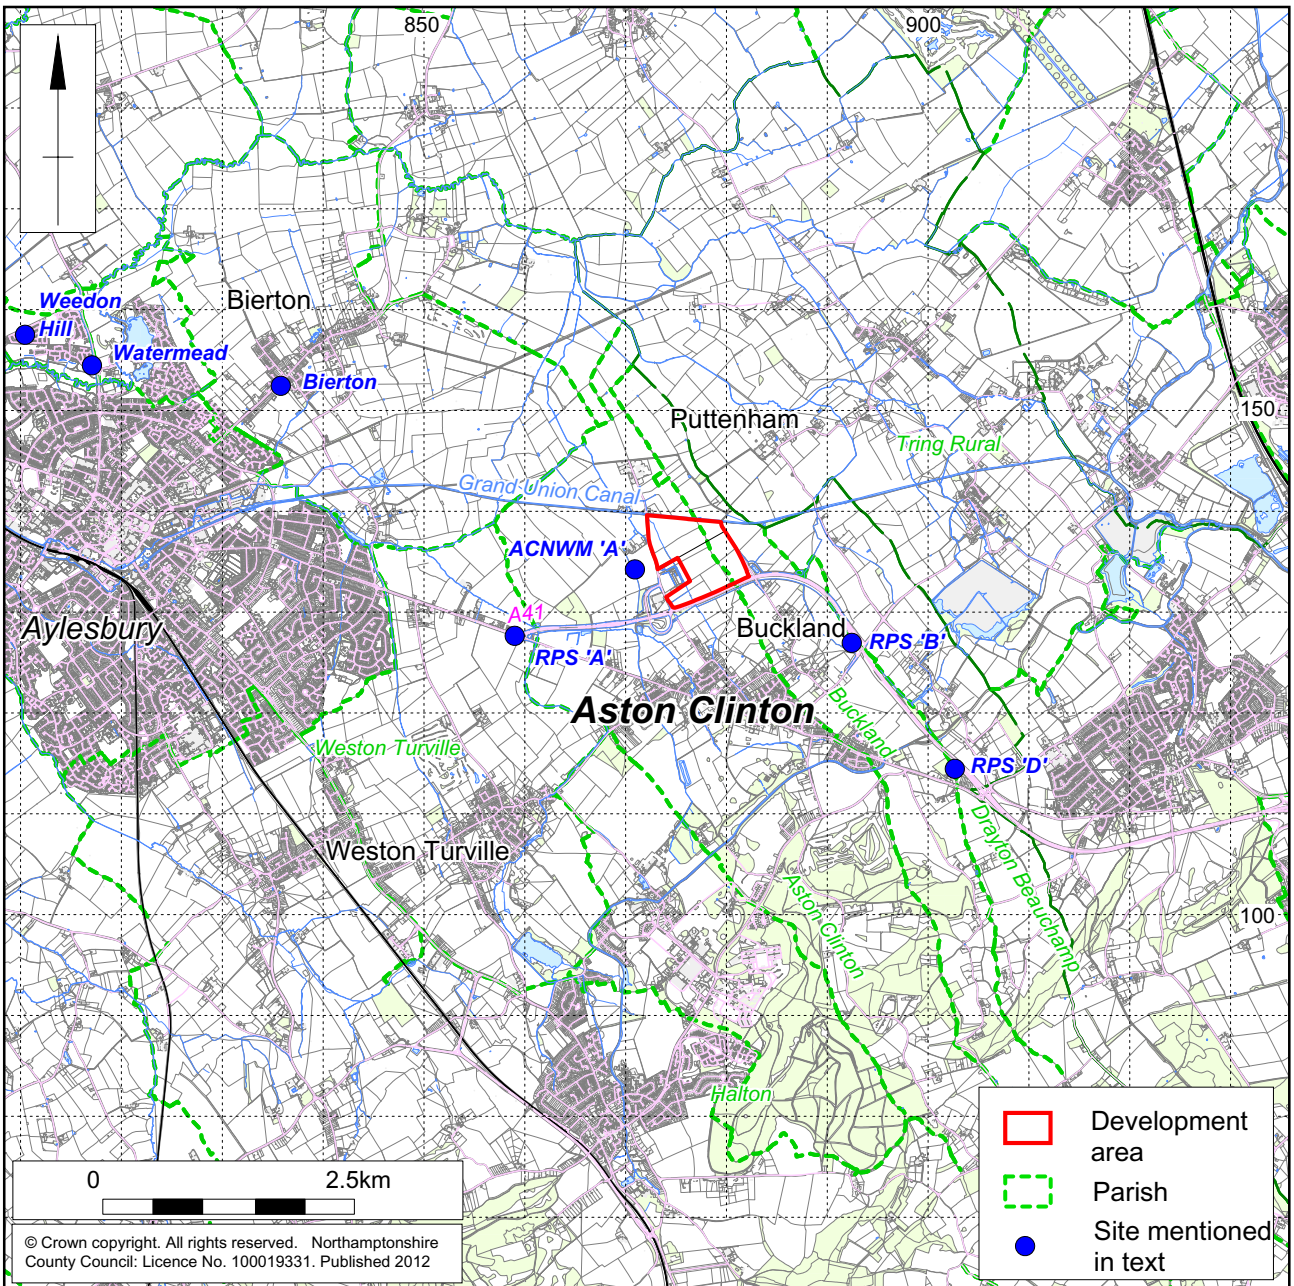 850
900
Weedon
Hill
Bierton
Watermead
Bierton
150
Puttenham
Tring Rural
Grand Union Canal
ACNWM 'A'
A41
Aylesbury
RPS 'A'
Buckland
RPS 'B'
Aston Clinton
Buckland
Weston Turville
RPS 'D'
Drayton Beauchamp
Weston Turville
Aston Clinton
100
Halton
Development
area
Parish
Site mentioned
in text
0 2.5km
© Crown copyright. All rights reserved. Northamptonshire
County Council: Licence No. 100019331. Published 2012